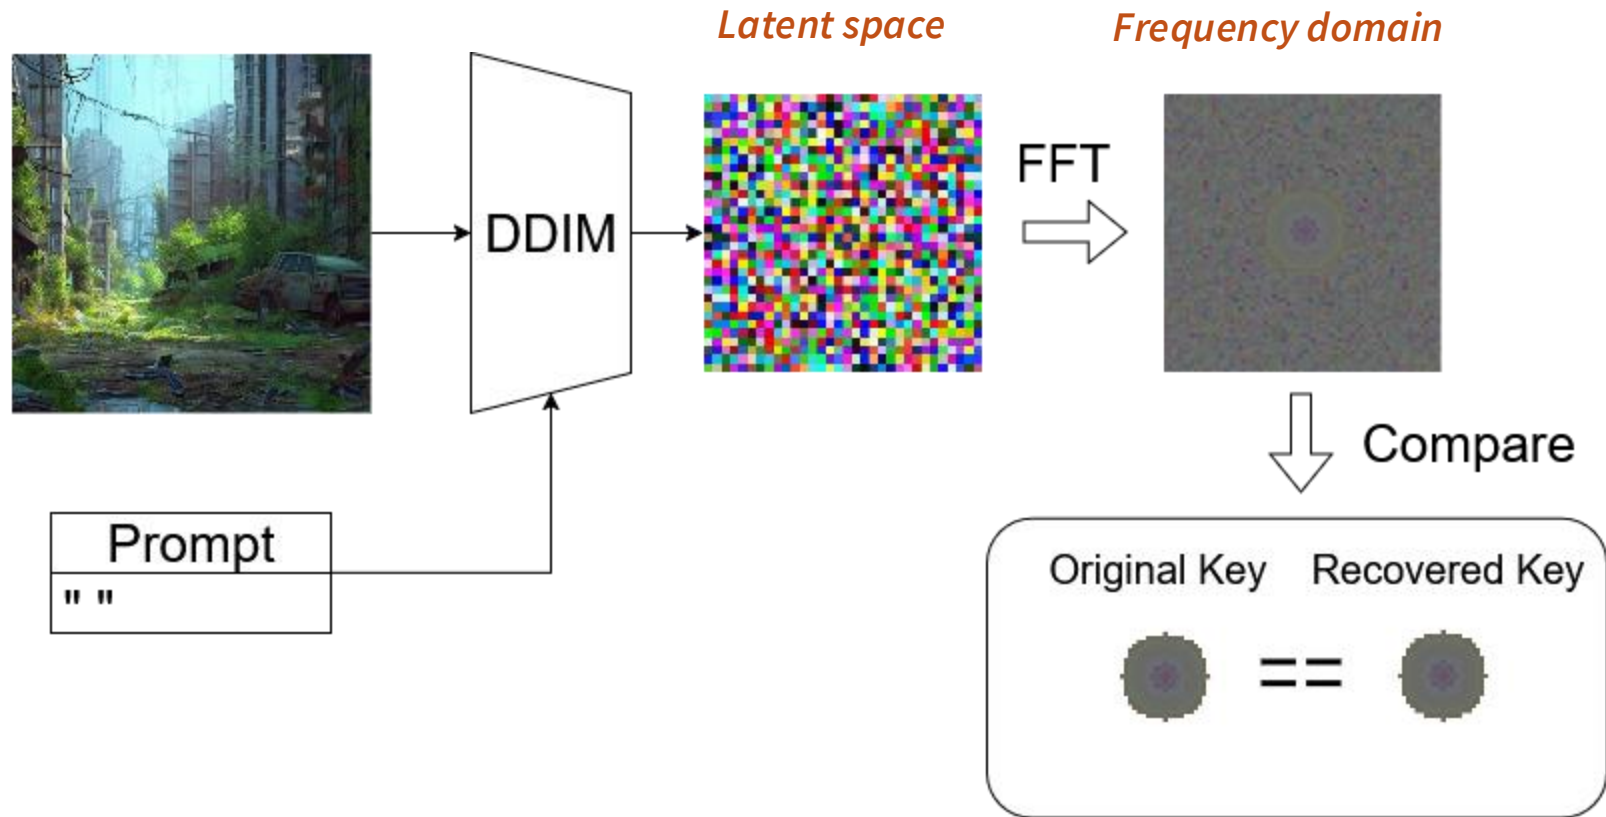 Latent space
Frequency domain
DDIM
FFT
Compare
Prompt
" "
Original Key
Recovered Key
==